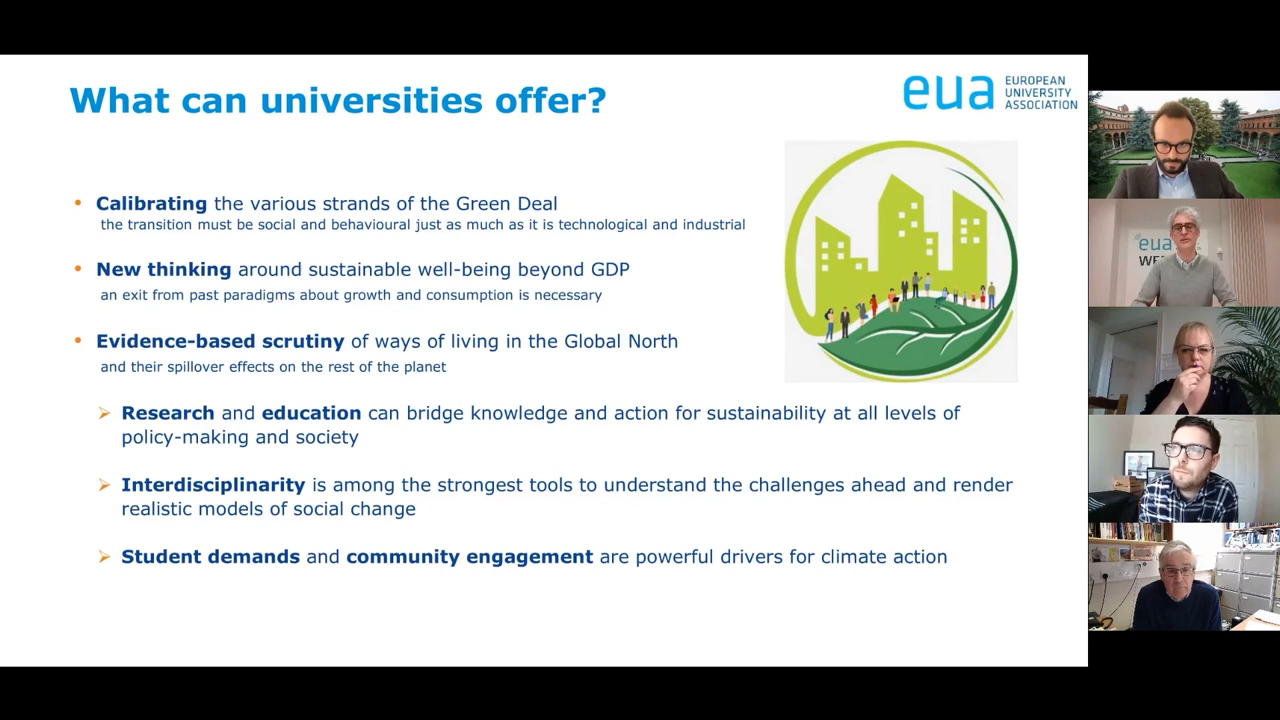 What can universities offer?
eua EUROPEAN
UNIVERSITY
ASSOCIATION
• Calibrating the various strands of the Green Deal
the transition must be social and behavioural just as much as it is technological and industrial
• New thinking around sustainable well-being beyond GDP
an exit from past paradigms about growth and consumption is necessary
• Evidence-based scrutiny of ways of living in the Global North
and their spillover effects on the rest of the planet
➢ Research and education can bridge knowledge and action for sustainability at all levels of
policy-making and society
➢ Interdisciplinarity is among the strongest tools to understand the challenges ahead and render
realistic models of social change
➢ Student demands and community engagement are powerful drivers for climate action
eua